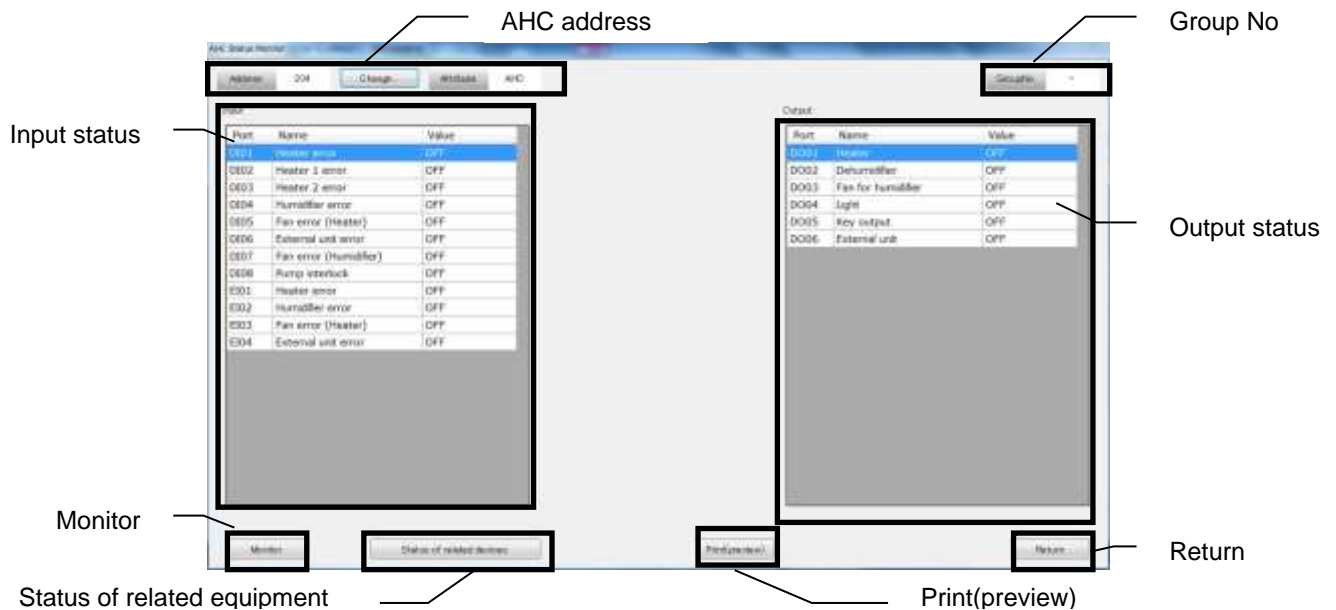 AHC address
Group No
AHC Status Monitor
Address 204 Change... Attribute AHC
GroupNo -
Input
Output
Input status
Port Name Value
DI01 Heater error OFF
DI02 Heater 1 error OFF
DI03 Heater 2 error OFF
DI04 Humidifier error OFF
DI05 Fan error (Heater) OFF
DI06 External unit error OFF
DI07 Fan error (Humidifier) OFF
DI08 Pump interlock OFF
EI01 Heater error OFF
EI02 Humidifier error OFF
EI03 Fan error (Heater) OFF
EI04 External unit error OFF
Port Name Value
DO01 Heater OFF
DO02 Dehumidifier OFF
DO03 Fan for humidifier OFF
DO04 Light OFF
DO05 Key output OFF
DO06 External unit OFF
Output status
Monitor
Monitor
Status of related devices
Print(preview)
Return
Return
Status of related equipment
Print(preview)